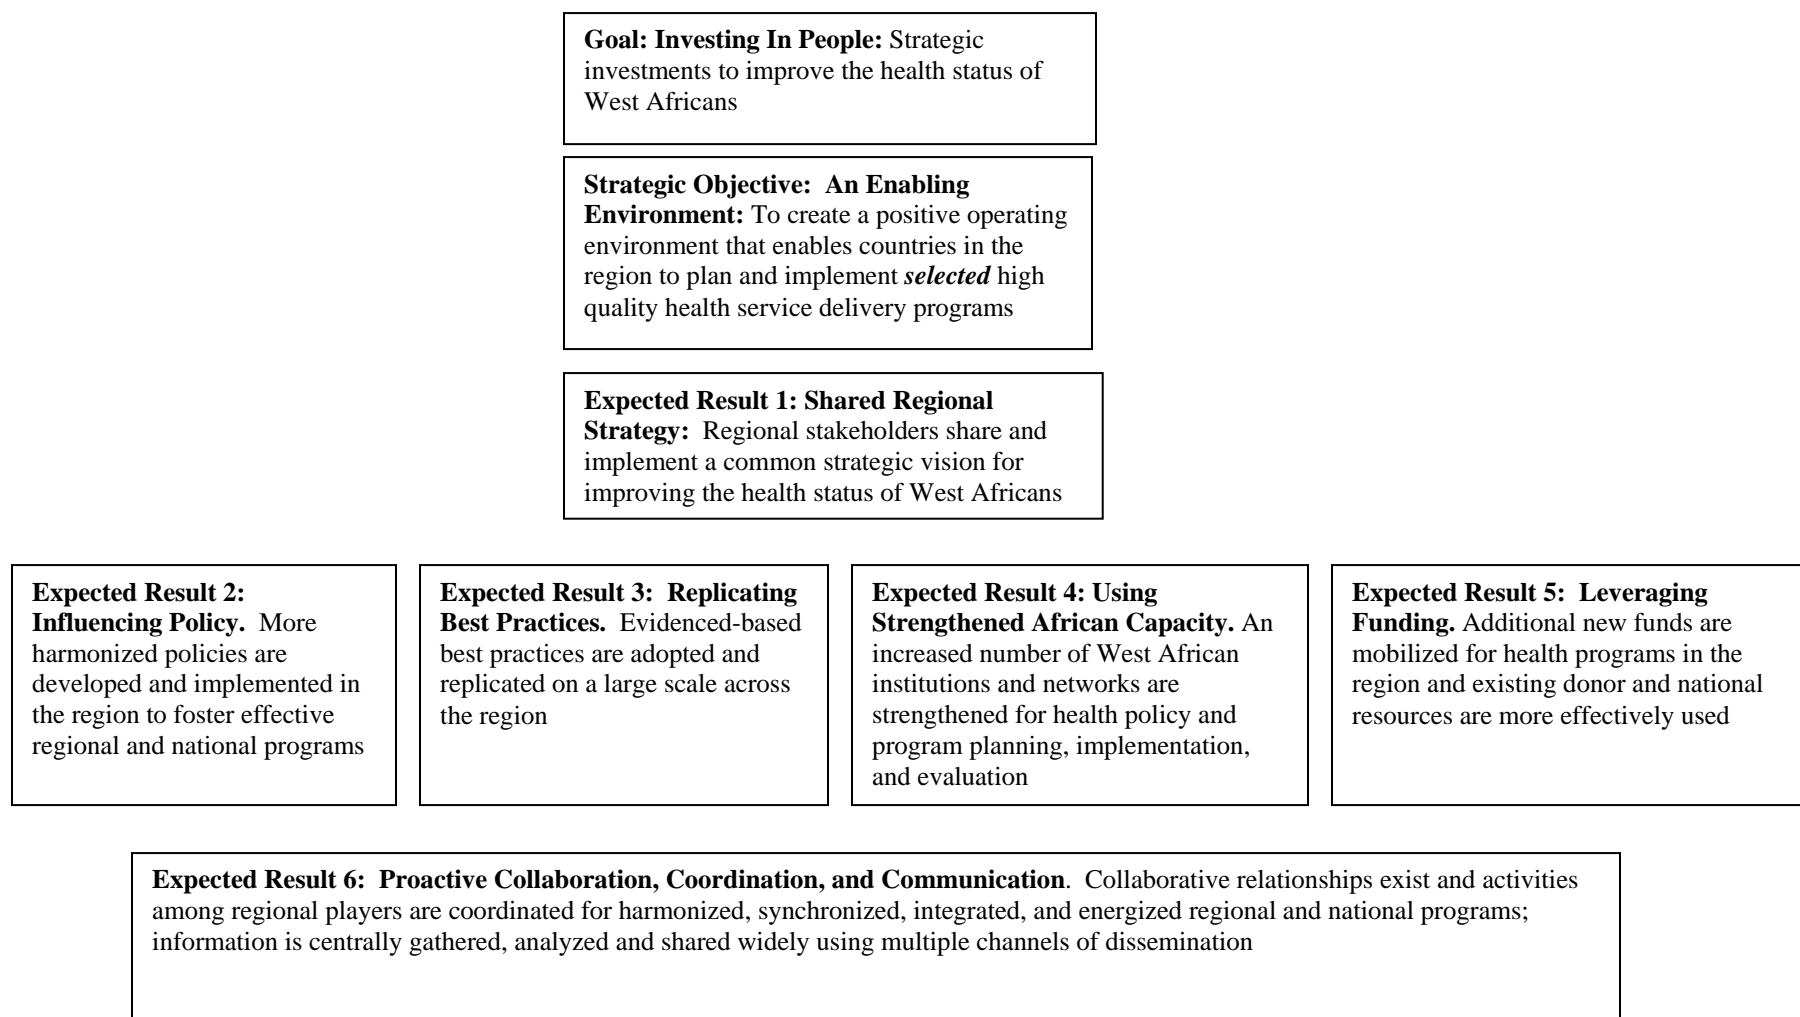 Goal: Investing In People: Strategic
investments to improve the health status of
West Africans
Strategic Objective:  An Enabling
Environment: To create a positive operating
environment that enables countries in the
region to plan and implement selected high
quality health service delivery programs
Expected Result 1: Shared Regional
Strategy:  Regional stakeholders share and
implement a common strategic vision for
improving the health status of West Africans
Expected Result 2:
Influencing Policy.  More
harmonized policies are
developed and implemented in
the region to foster effective
regional and national programs
Expected Result 3:  Replicating
Best Practices.  Evidenced-based
best practices are adopted and
replicated on a large scale across
the region
Expected Result 4: Using
Strengthened African Capacity. An
increased number of West African
institutions and networks are
strengthened for health policy and
program planning, implementation,
and evaluation
Expected Result 5:  Leveraging
Funding. Additional new funds are
mobilized for health programs in the
region and existing donor and national
resources are more effectively used
Expected Result 6:  Proactive Collaboration, Coordination, and Communication.  Collaborative relationships exist and activities
among regional players are coordinated for harmonized, synchronized, integrated, and energized regional and national programs;
information is centrally gathered, analyzed and shared widely using multiple channels of dissemination